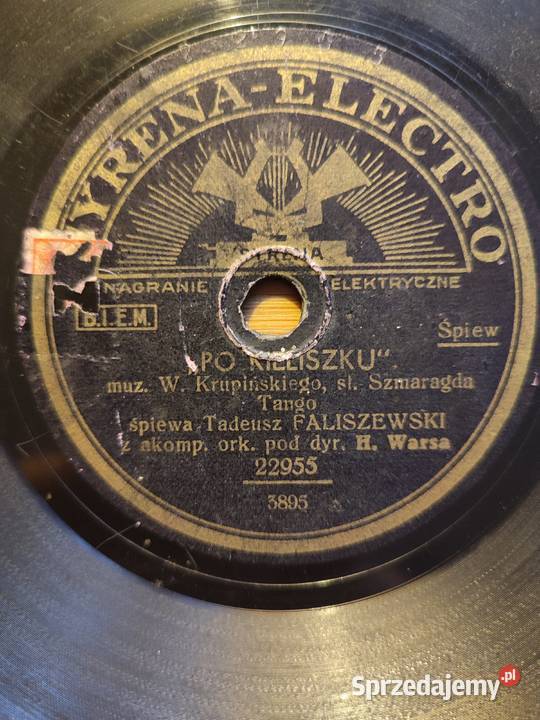 SYRENA-ELECTRO
NAGRANIE ELEKTRYCZNE
B.I.E.M.
Śpiew
„PO KIELISZKU".
muz. W. Krupińskiego, sł. Szmaragda
Tango
śpiewa Tadeusz FALISZEWSKI
z akomp. ork. pod dyr. H. Warsa
22955
3895
Sprzedajemy.pl